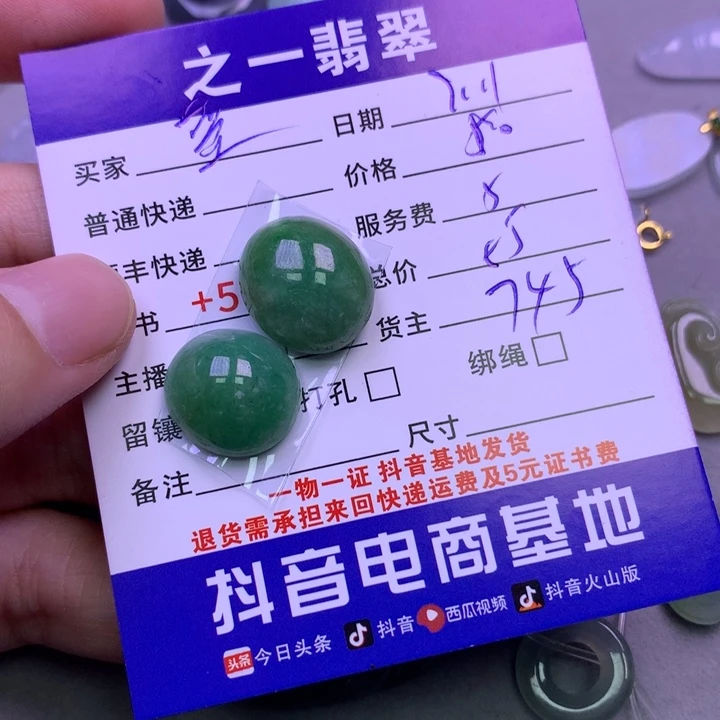 之一翡翠
买家 日期
普通快递 价格
丰快递 服务费
书 +5 总价
主播 货主 745
留镶 打孔 绑绳
备注 尺寸
一物一证 抖音基地发货
退货需承担来回快递运费及5元证书费
抖音电商基地
头条 今日头条 抖音 西瓜视频 抖音火山版